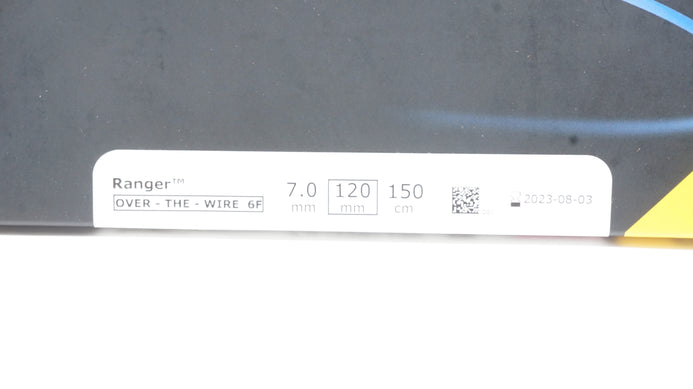 Ranger™
OVER - THE - WIRE 6F
7.0 120 150
mm mm cm
2023-08-03